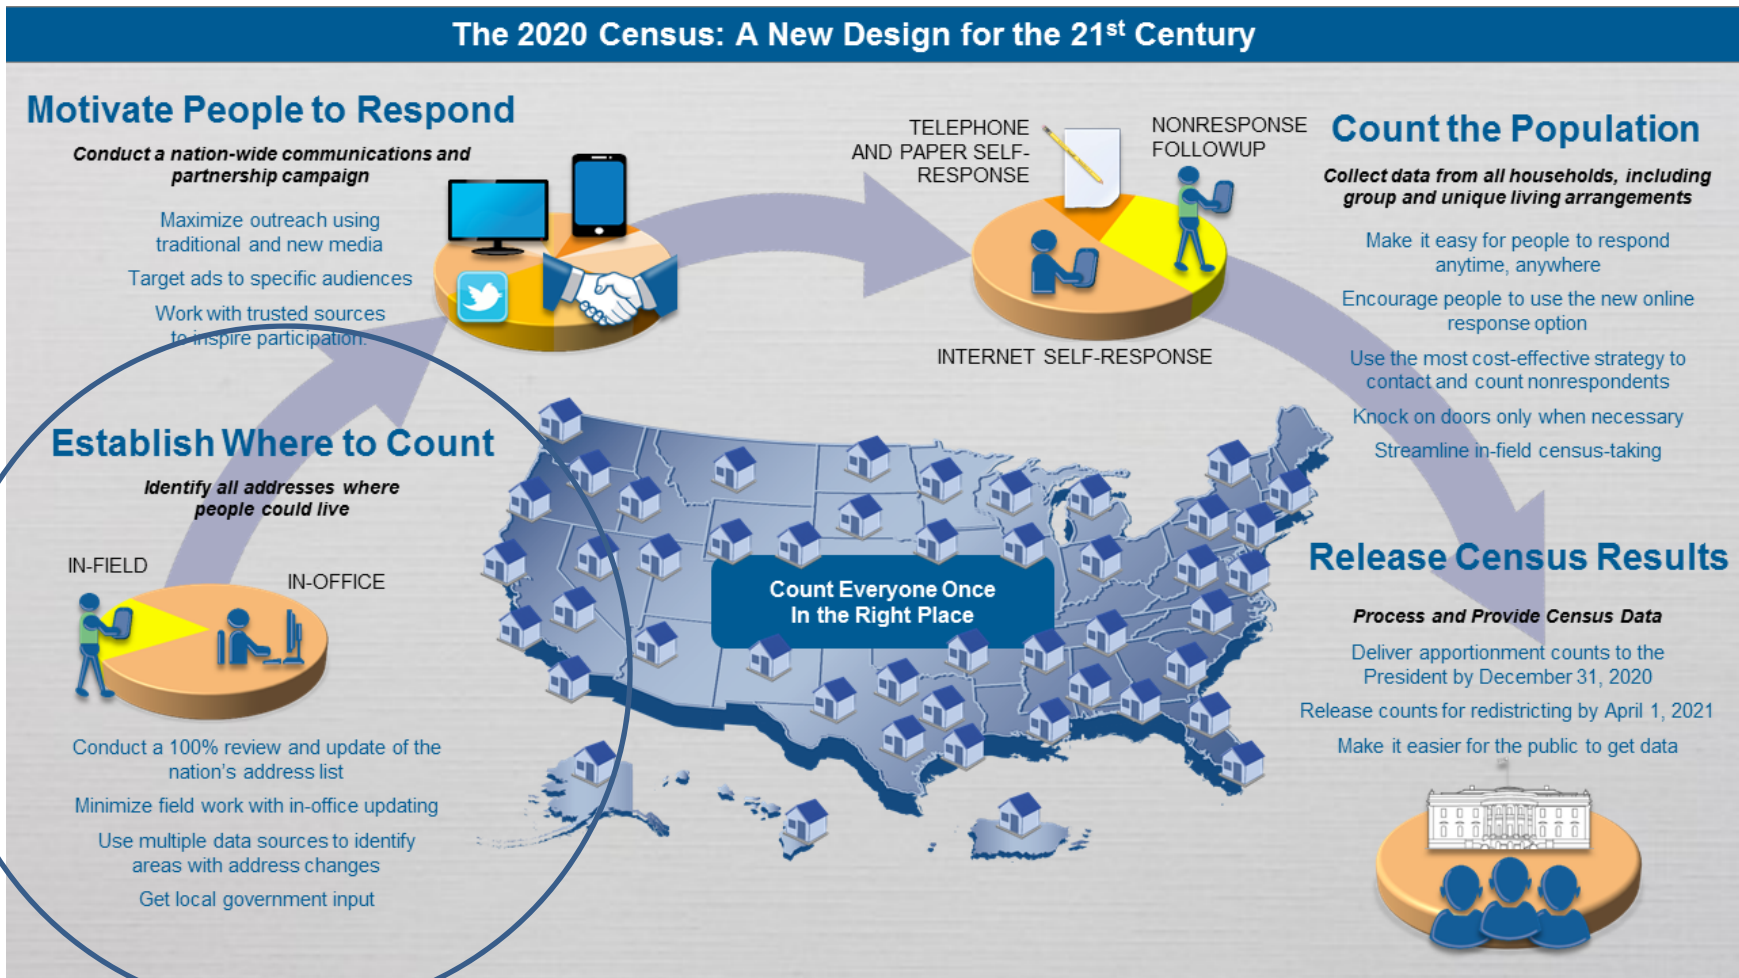 The 2020 Census: A New Design for the 21st Century
Motivate People to Respond
Conduct a nation-wide communications and
partnership campaign
Maximize outreach using
traditional and new media
Target ads to specific audiences
Work with trusted sources
to inspire participation.
TELEPHONE
AND PAPER SELF-
RESPONSE
NONRESPONSE
FOLLOWUP
INTERNET SELF-RESPONSE
Count the Population
Collect data from all households, including
group and unique living arrangements
Make it easy for people to respond
anytime, anywhere
Encourage people to use the new online
response option
Use the most cost-effective strategy to
contact and count nonrespondents
Knock on doors only when necessary
Streamline in-field census-taking
Establish Where to Count
Identify all addresses where
people could live
IN-FIELD
IN-OFFICE
Conduct a 100% review and update of the
nation's address list
Minimize field work with in-office updating
Use multiple data sources to identify
areas with address changes
Get local government input
Count Everyone Once
In the Right Place
Release Census Results
Process and Provide Census Data
Deliver apportionment counts to the
President by December 31, 2020
Release counts for redistricting by April 1, 2021
Make it easier for the public to get data